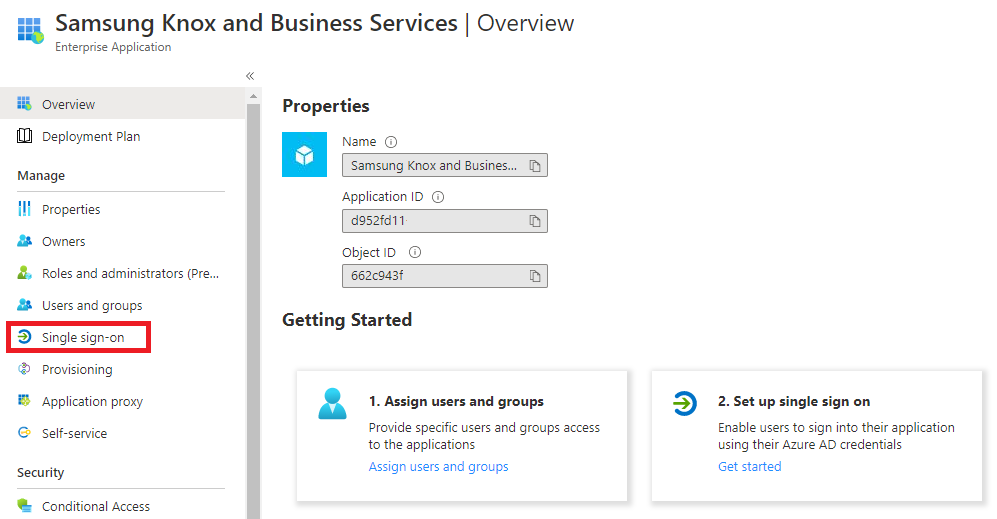 Samsung Knox and Business Services | Overview
Enterprise Application
«
Overview
Deployment Plan
Manage
Properties
Owners
Roles and administrators (Pre...
Users and groups
Single sign-on
Provisioning
Application proxy
Self-service
Security
Conditional Access
Properties
Name
Samsung Knox and Busines...
Application ID
d952fd11
Object ID
662c943f
Getting Started
1. Assign users and groups
Provide specific users and groups access
to the applications
Assign users and groups
2. Set up single sign on
Enable users to sign into their application
using their Azure AD credentials
Get started